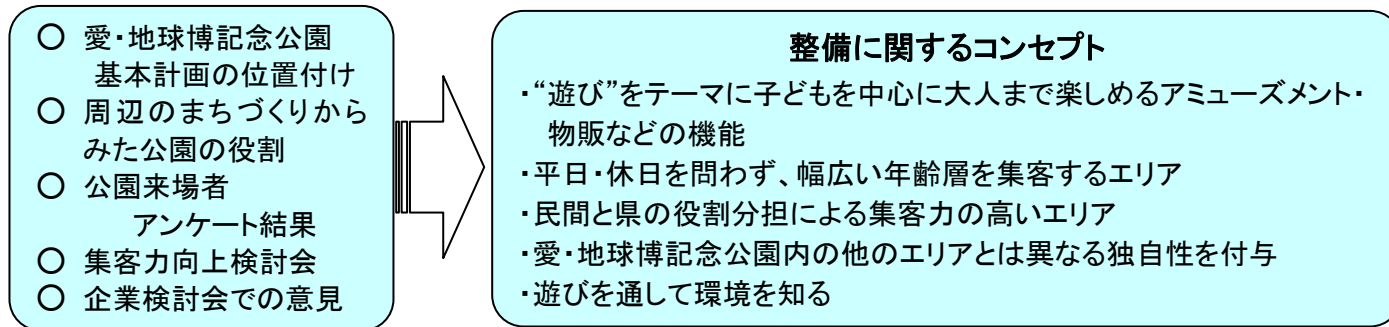 ○ 愛・地球博記念公園
基本計画の位置付け
○ 周辺のまちづくりから
みた公園の役割
○ 公園来場者
アンケート結果
○ 集客力向上検討会
○ 企業検討会での意見
整備に関するコンセプト
・“遊び”をテーマに子どもを中心に大人まで楽しめるアミューズメント・
物販などの機能
・平日・休日を問わず、幅広い年齢層を集客するエリア
・民間と県の役割分担による集客力の高いエリア
・愛・地球博記念公園内の他のエリアとは異なる独自性を付与
・遊びを通して環境を知る